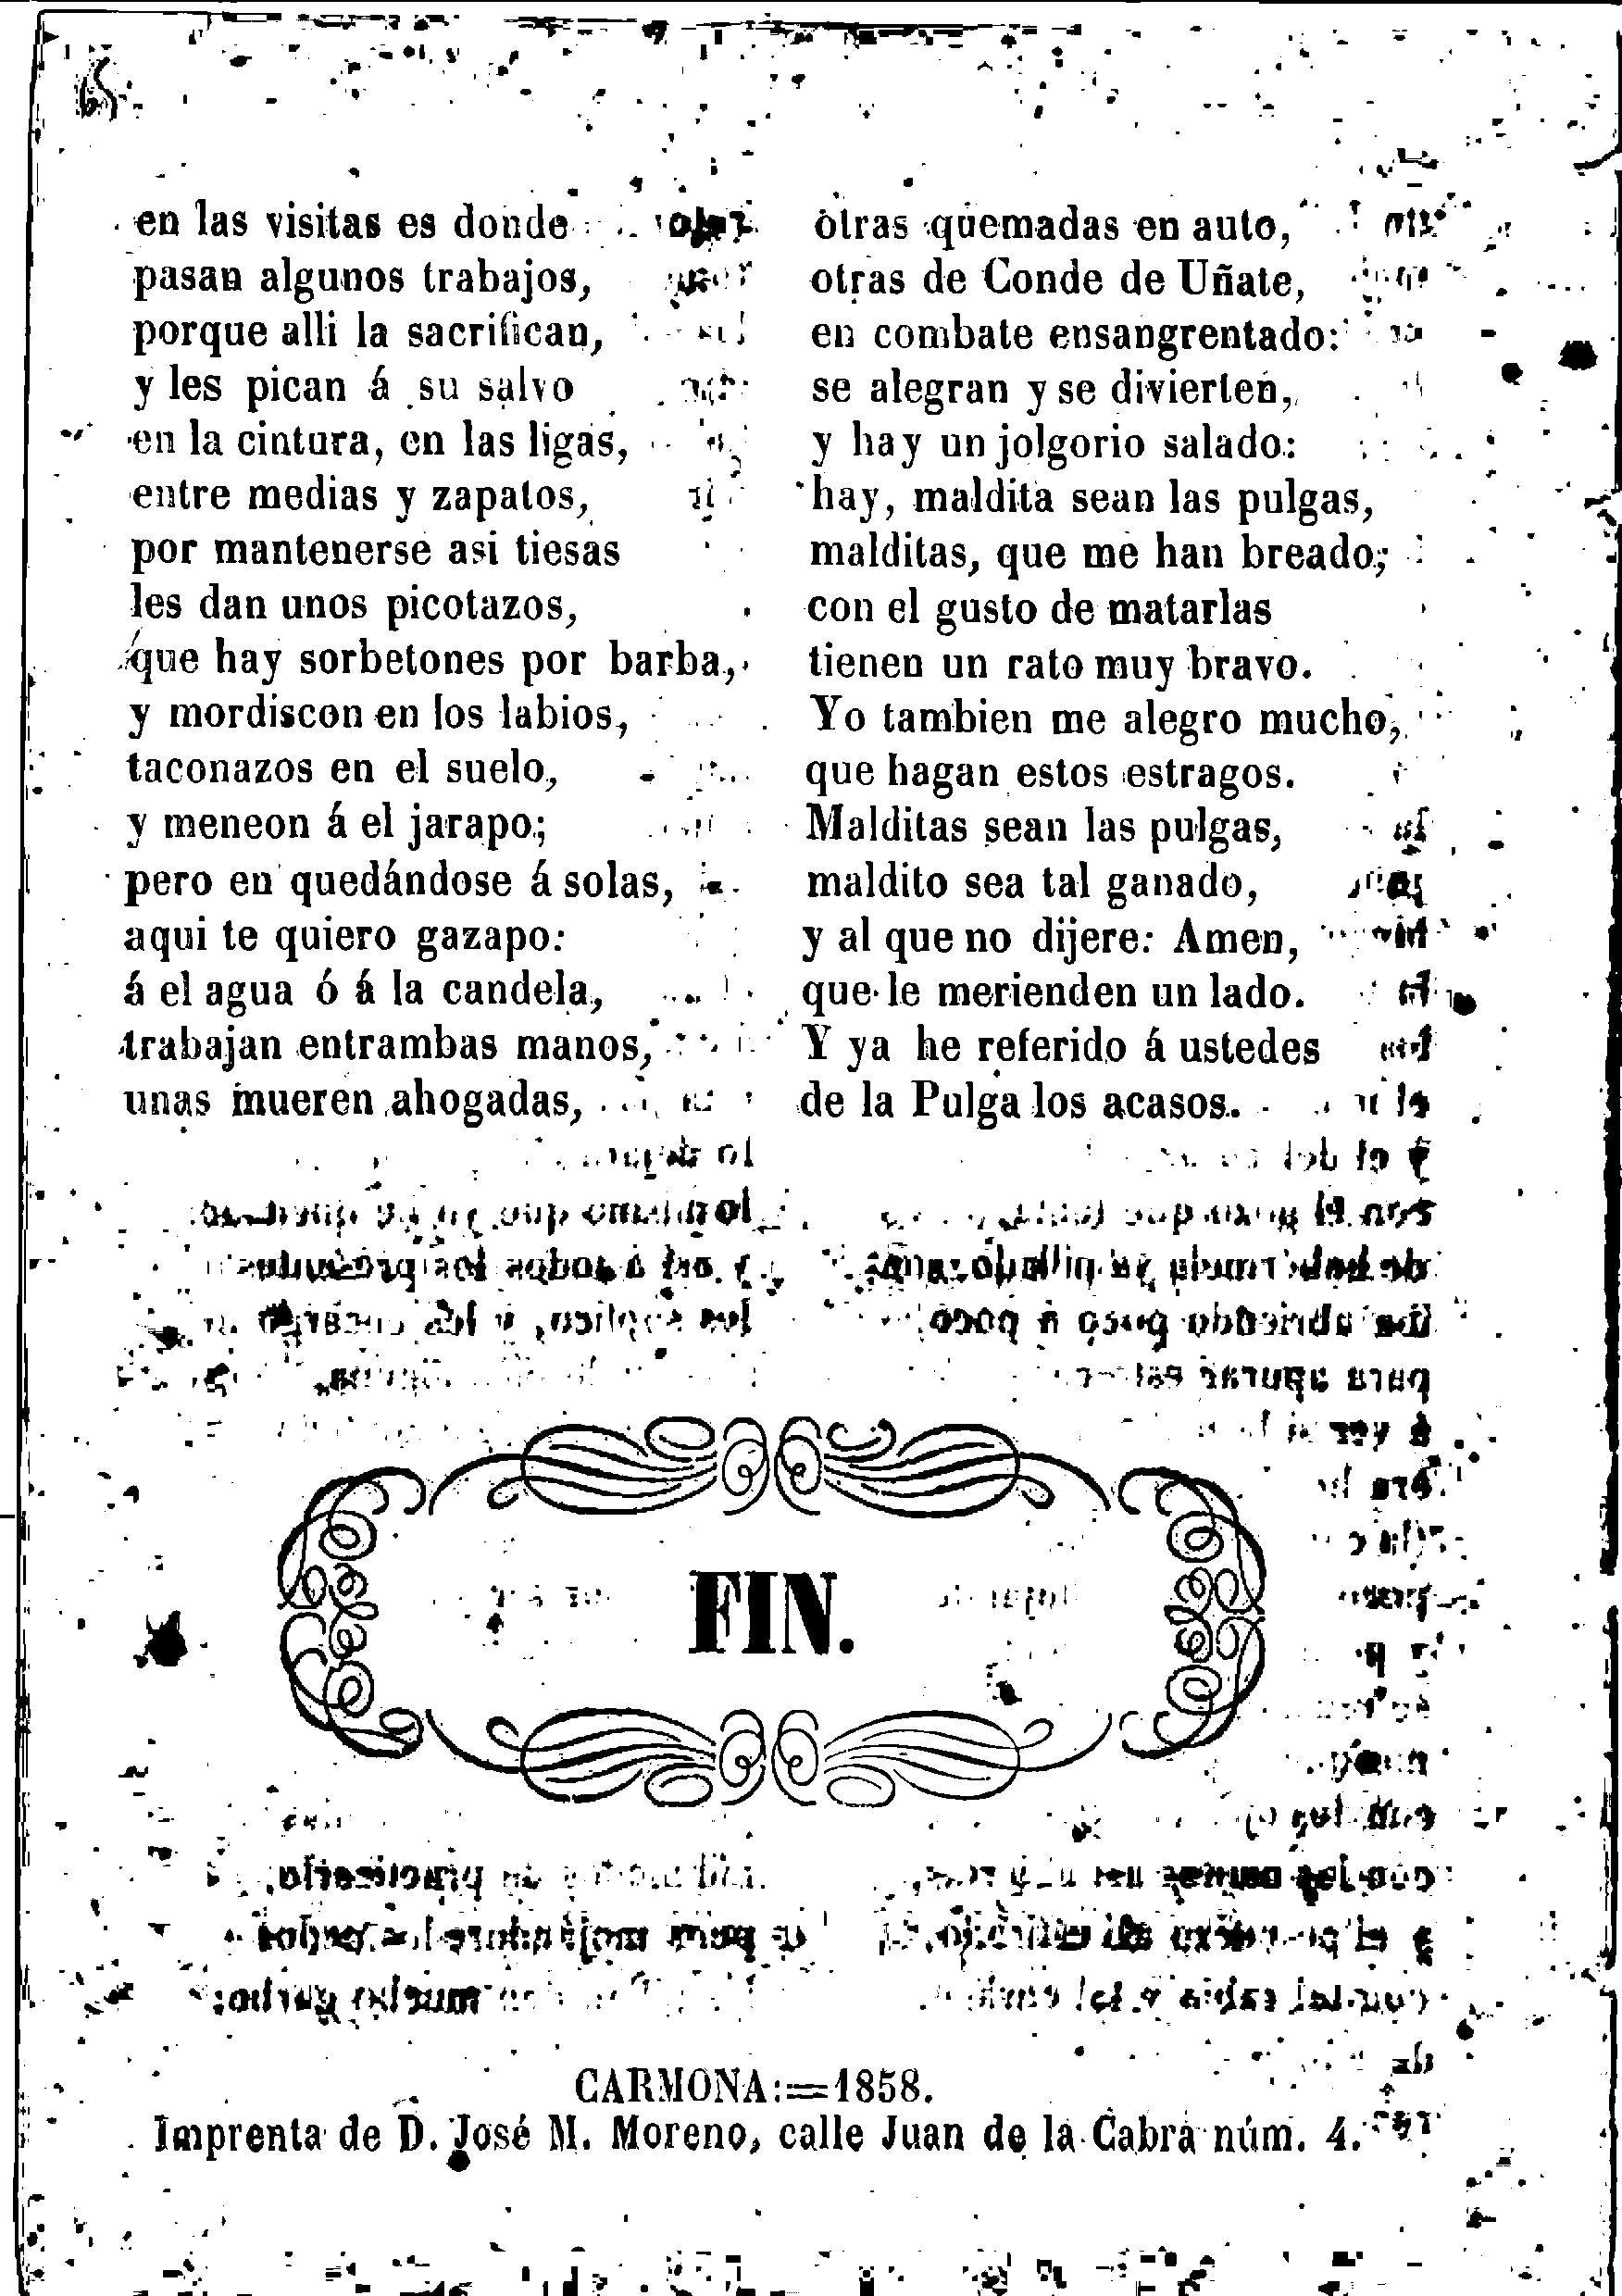 65
en las visitas es donde
pasan algunos trabajos,
porque alli la sacrifican,
y les pican á su salvo
en la cintura, en las ligas,
entre medias y zapatos,
por mantenerse asi tiesas
les dan unos picotazos,
que hay sorbetones por barba,
y mordiscon en los labios,
taconazos en el suelo,
y meneon á el jarapo;
pero en quedándose á solas,
aqui te quiero gazapo:
á el agua ó á la candela,
trabajan entrambas manos,
unas mueren ahogadas,
otras quemadas en auto,
otras de Conde de Uñate,
en combate ensangrentado:
se alegran y se divierten,
y hay un jolgorio salado:
hay, maldita sean las pulgas,
malditas, que me han breado;
con el gusto de matarlas
tienen un rato muy bravo.
Yo tambien me alegro mucho,
que hagan estos estragos.
Malditas sean las pulgas,
maldito sea tal ganado,
y al que no dijere: Amen,
que le merienden un lado.
Y ya he referido á ustedes
de la Pulga los acasos.
FIN.
CARMONA:=1858.
Imprenta de D. José M. Moreno, calle Juan de la Cabra núm. 4.